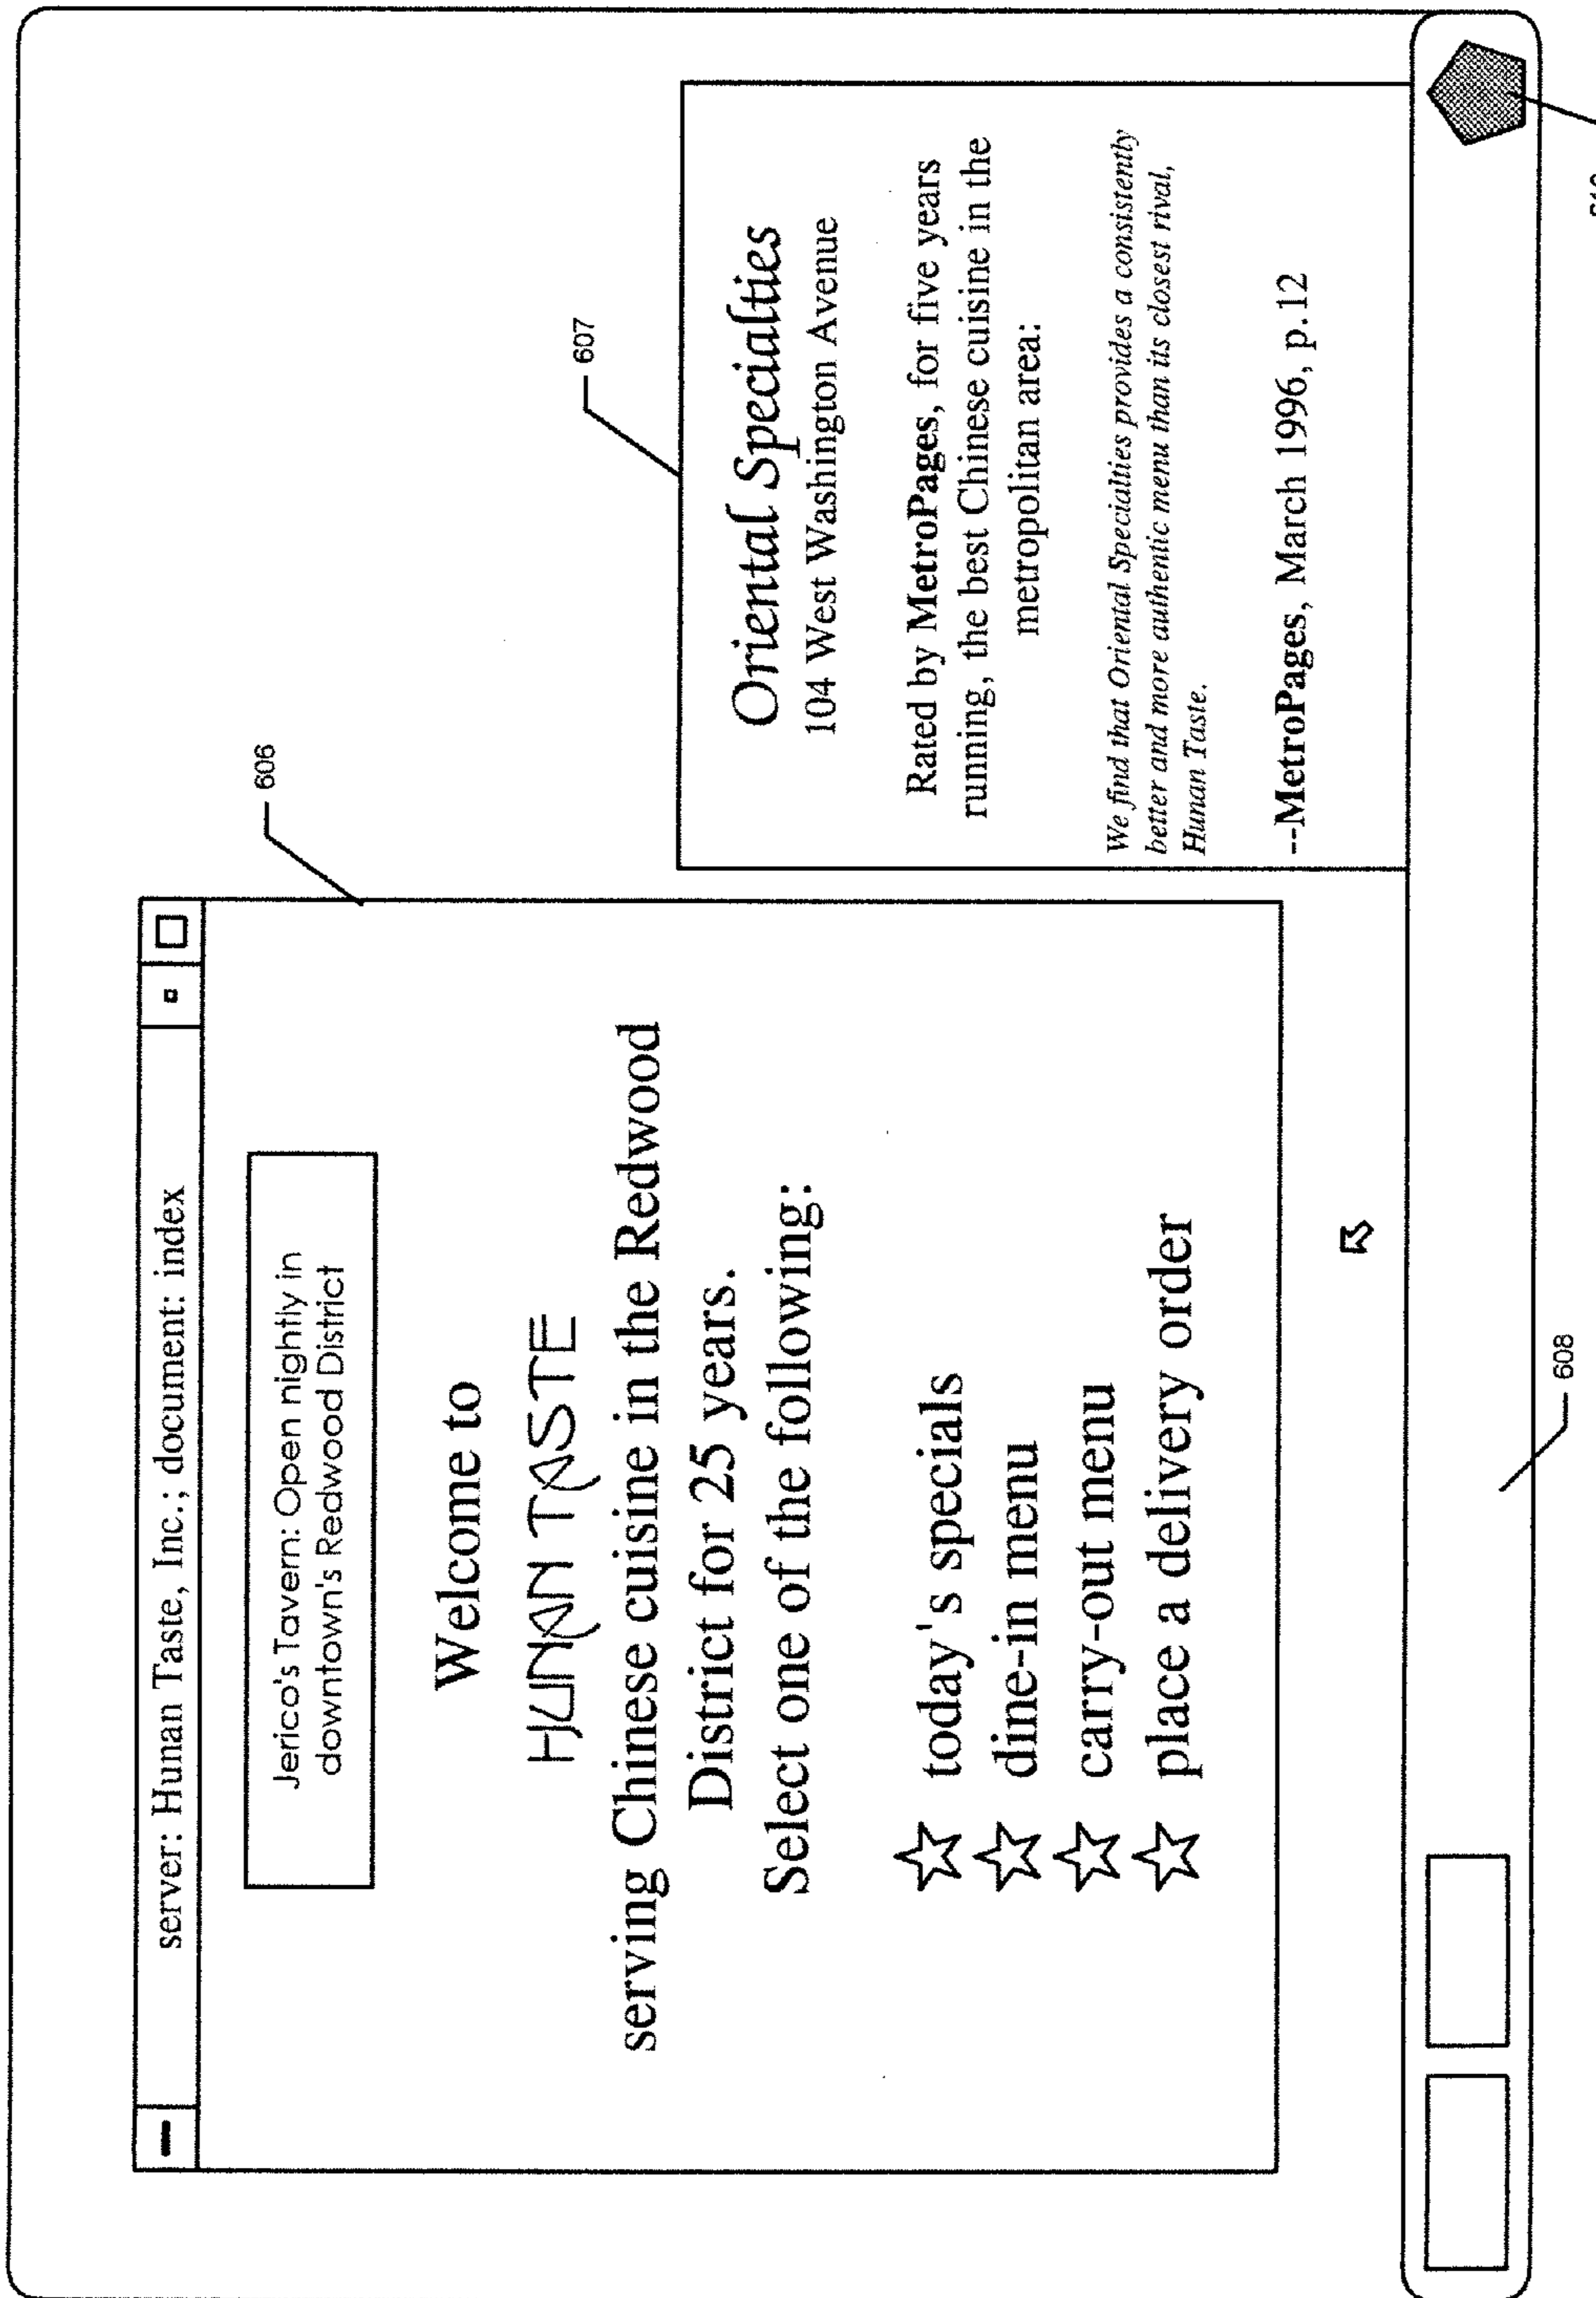 606
server: Hunan Taste, Inc.; document: index
Jerico's Tavern: Open nightly in
downtown's Redwood District
Welcome to
HUNAN TASTE
serving Chinese cuisine in the Redwood
District for 25 years.
Select one of the following:
today's specials
dine-in menu
carry-out menu
place a delivery order
607
Oriental Specialties
104 West Washington Avenue
Rated by MetroPages, for five years
running, the best Chinese cuisine in the
metropolitan area:
We find that Oriental Specialties provides a consistently
better and more authentic menu than its closest rival,
Hunan Taste.
--MetroPages, March 1996, p.12
608